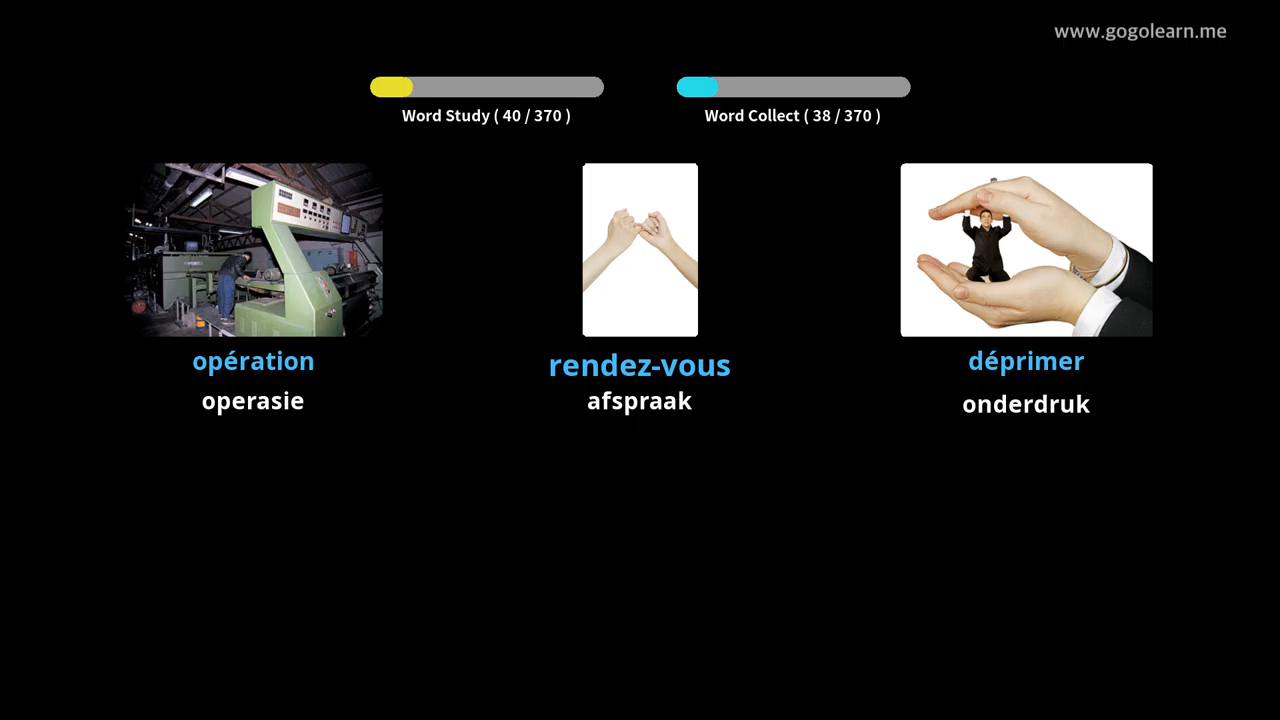 www.gogolearn.me
Word Study ( 40 / 370 )
Word Collect ( 38 / 370 )
opération
rendez-vous
déprimer
operasie
afspraak
onderdruk